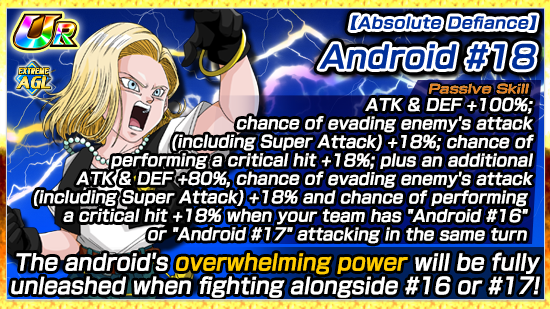 UR
【Absolute Defiance】
Android #18
EXTREME
AGL
Passive Skill
ATK & DEF +100%;
chance of evading enemy's attack
(including Super Attack) +18%; chance of
performing a critical hit +18%; plus an additional
ATK & DEF +80%, chance of evading enemy's attack
(including Super Attack) +18% and chance of performing
a critical hit +18% when your team has "Android #16"
or "Android #17" attacking in the same turn
The android's overwhelming power will be fully
unleashed when fighting alongside #16 or #17!